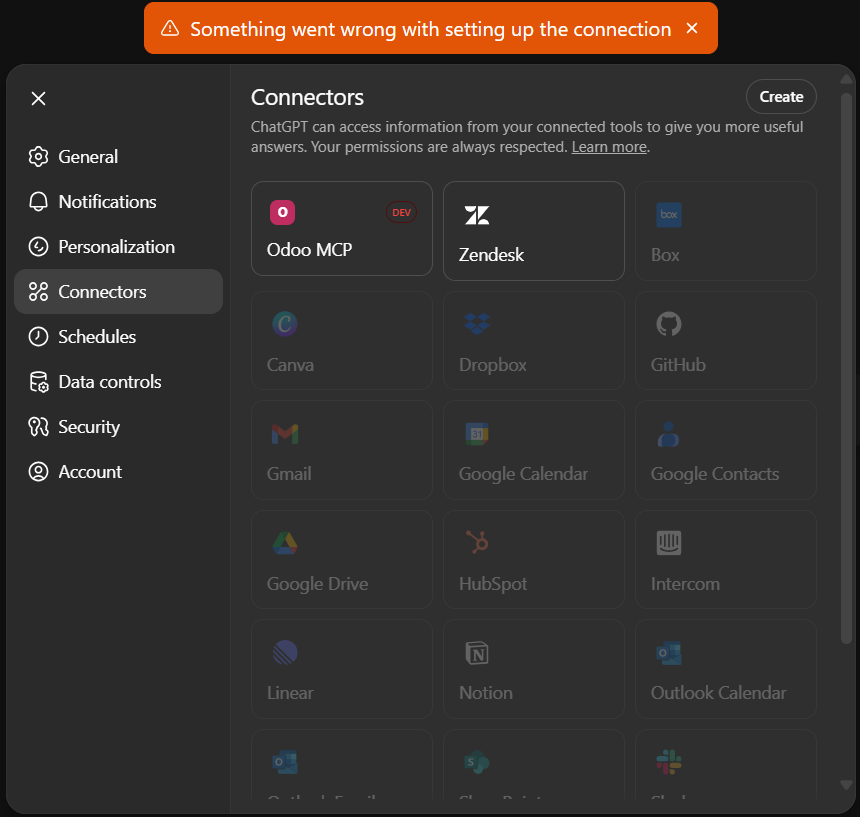 Something went wrong with setting up the connection
Connectors
Create
ChatGPT can access information from your connected tools to give you more useful
answers. Your permissions are always respected. Learn more.
General
Notifications
Personalization
Connectors
Schedules
Data controls
Security
Account
O
DEV
Odoo MCP
Zendesk
box
Box
C
Canva
Dropbox
GitHub
Gmail
31
Google Calendar
Google Contacts
Google Drive
HubSpot
Intercom
Linear
N
Notion
O
Outlook Calendar
O
S